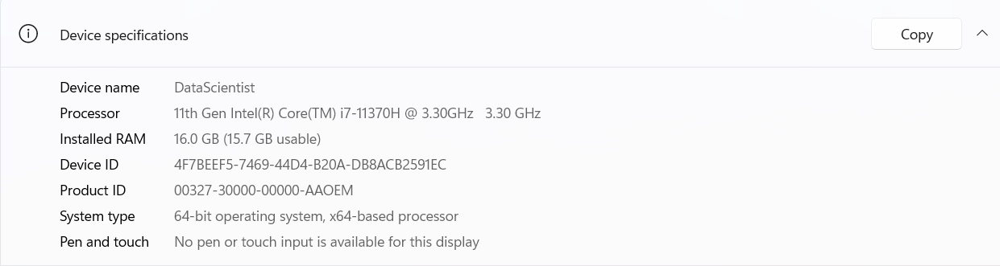 Device specifications
Copy
Device name DataScientist
Processor 11th Gen Intel(R) Core(TM) i7-11370H @ 3.30GHz 3.30 GHz
Installed RAM 16.0 GB (15.7 GB usable)
Device ID 4F7BEEF5-7469-44D4-B20A-DB8ACB2591EC
Product ID 00327-30000-00000-AAOEM
System type 64-bit operating system, x64-based processor
Pen and touch No pen or touch input is available for this display